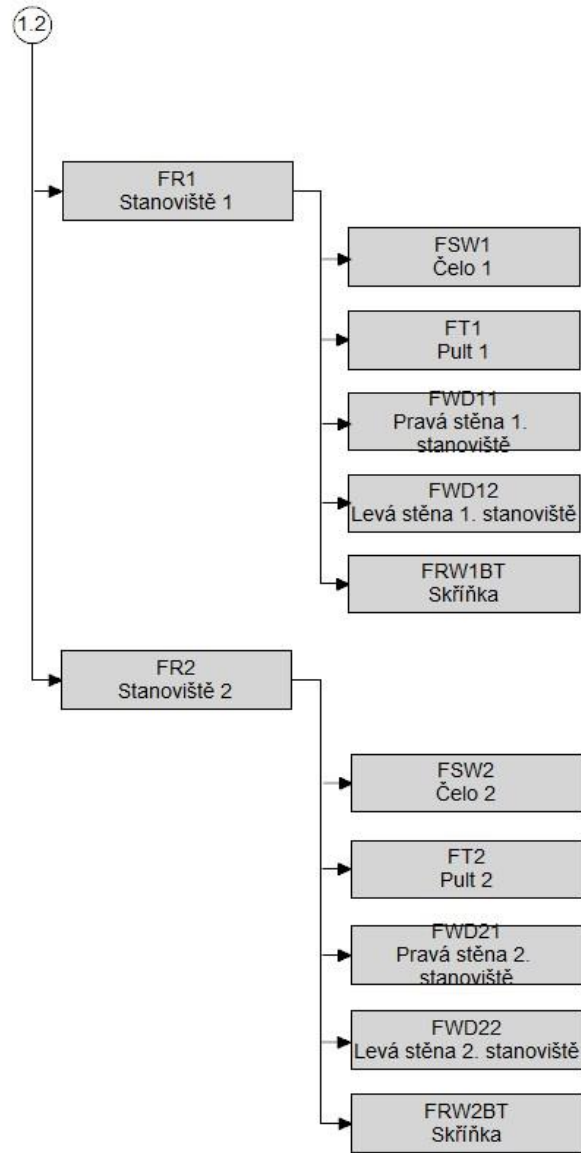 1.2
FR1
Stanoviště 1
FSW1
Čelo 1
FT1
Pult 1
FWD11
Pravá stěna 1.
stanoviště
FWD12
Levá stěna 1. stanoviště
FRW1BT
Skříňka
FR2
Stanoviště 2
FSW2
Čelo 2
FT2
Pult 2
FWD21
Pravá stěna 2.
stanoviště
FWD22
Levá stěna 2. stanoviště
FRW2BT
Skříňka